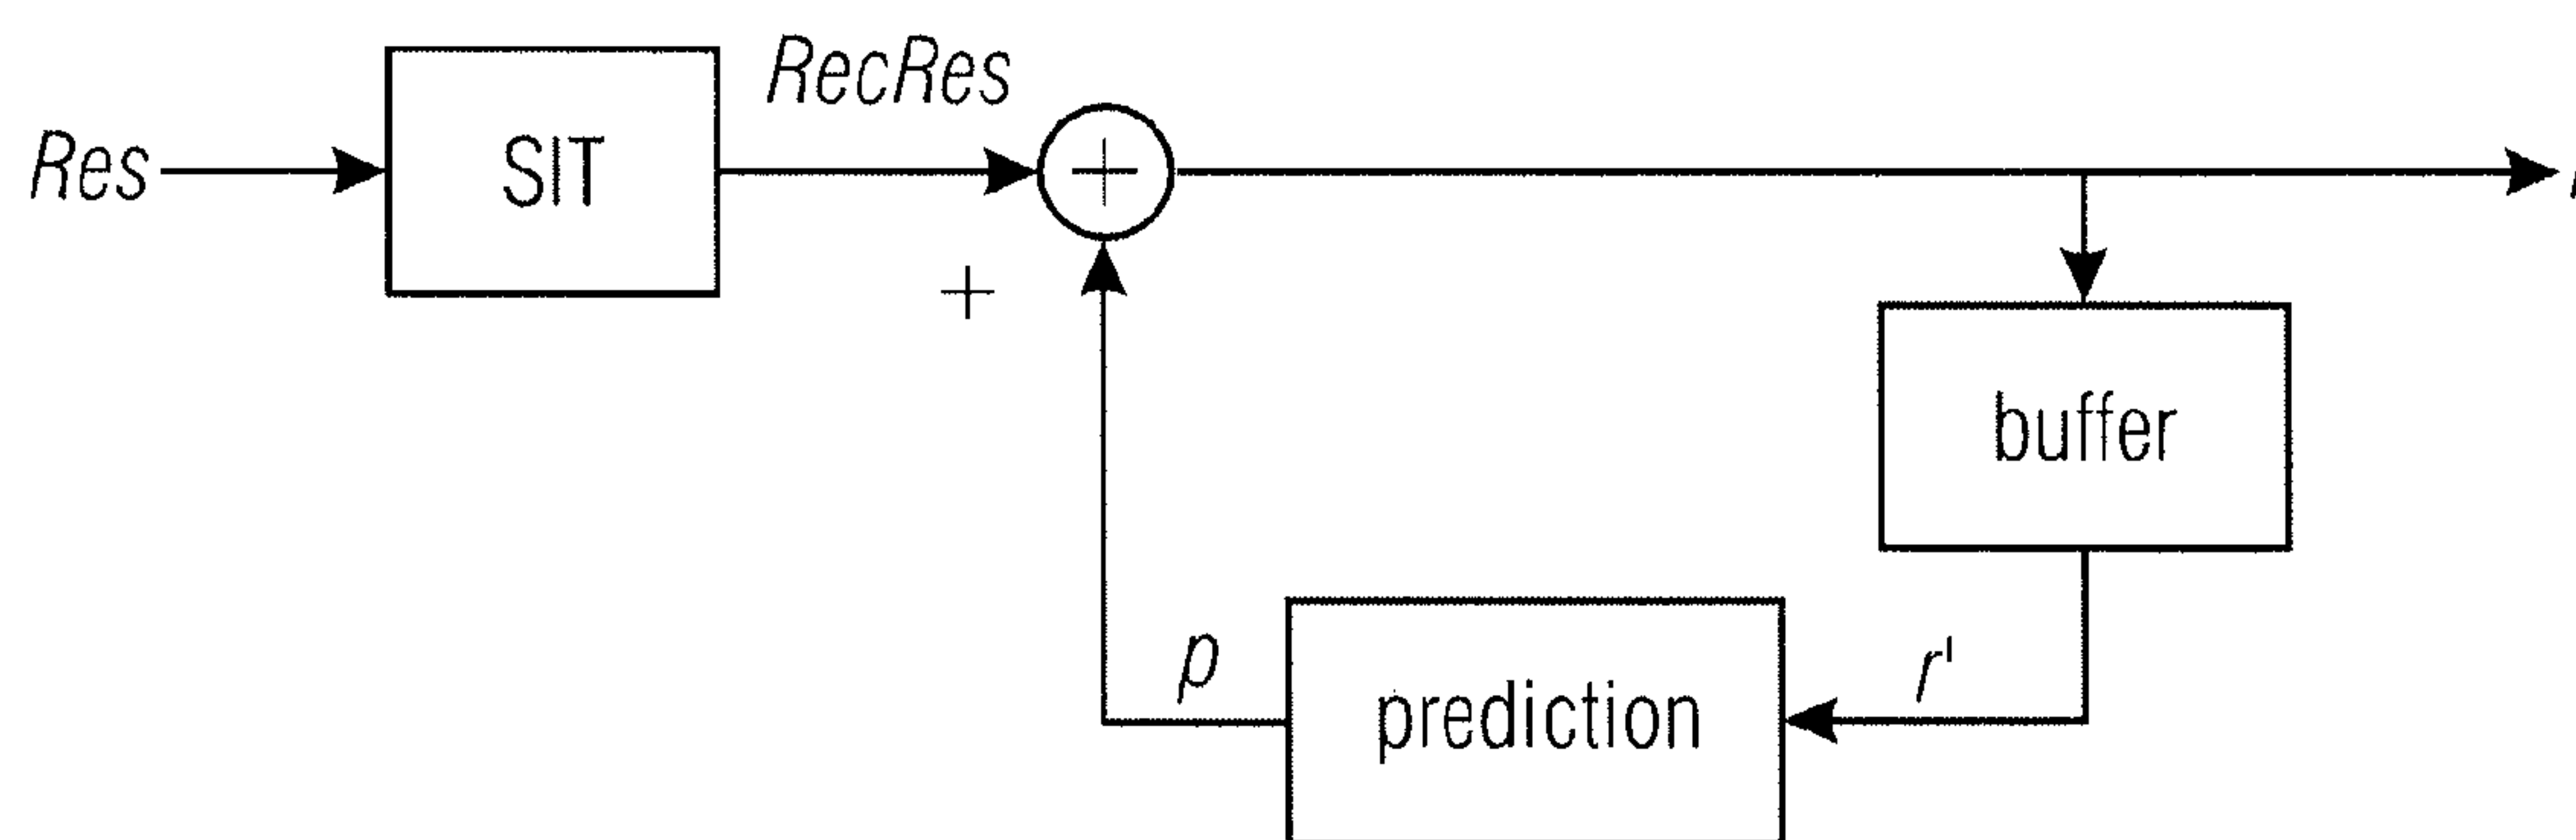 RecRes
Res
SIT
+
+
buffer
p
prediction
r'